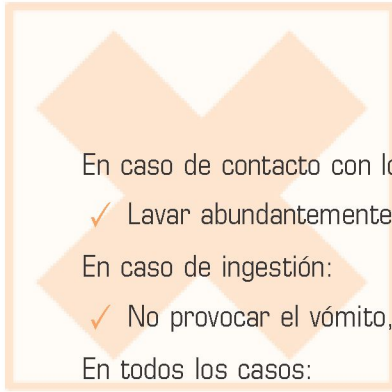 En caso de contacto con
✓ Lavar abundantemente
En caso de ingestión:
✓ No provocar el vómito,
En todos los casos: